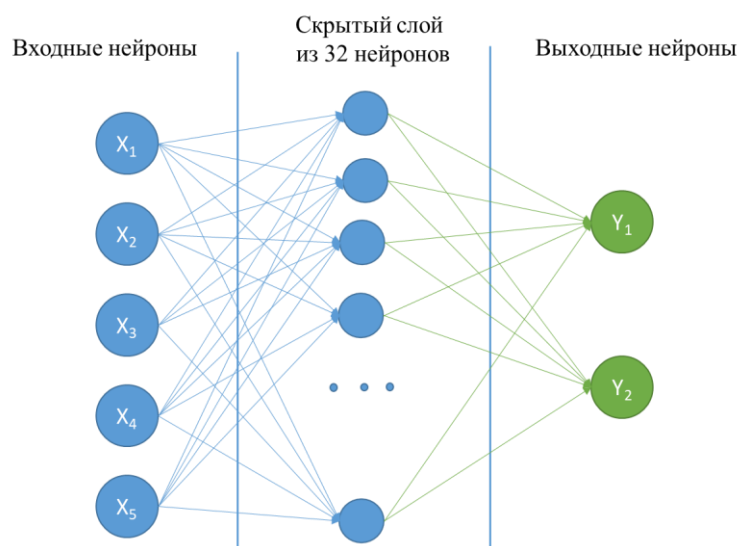 Входные нейроны
Скрытый слой
из 32 нейронов
Выходные нейроны
X1
X2
X3
X4
X5
Y1
Y2